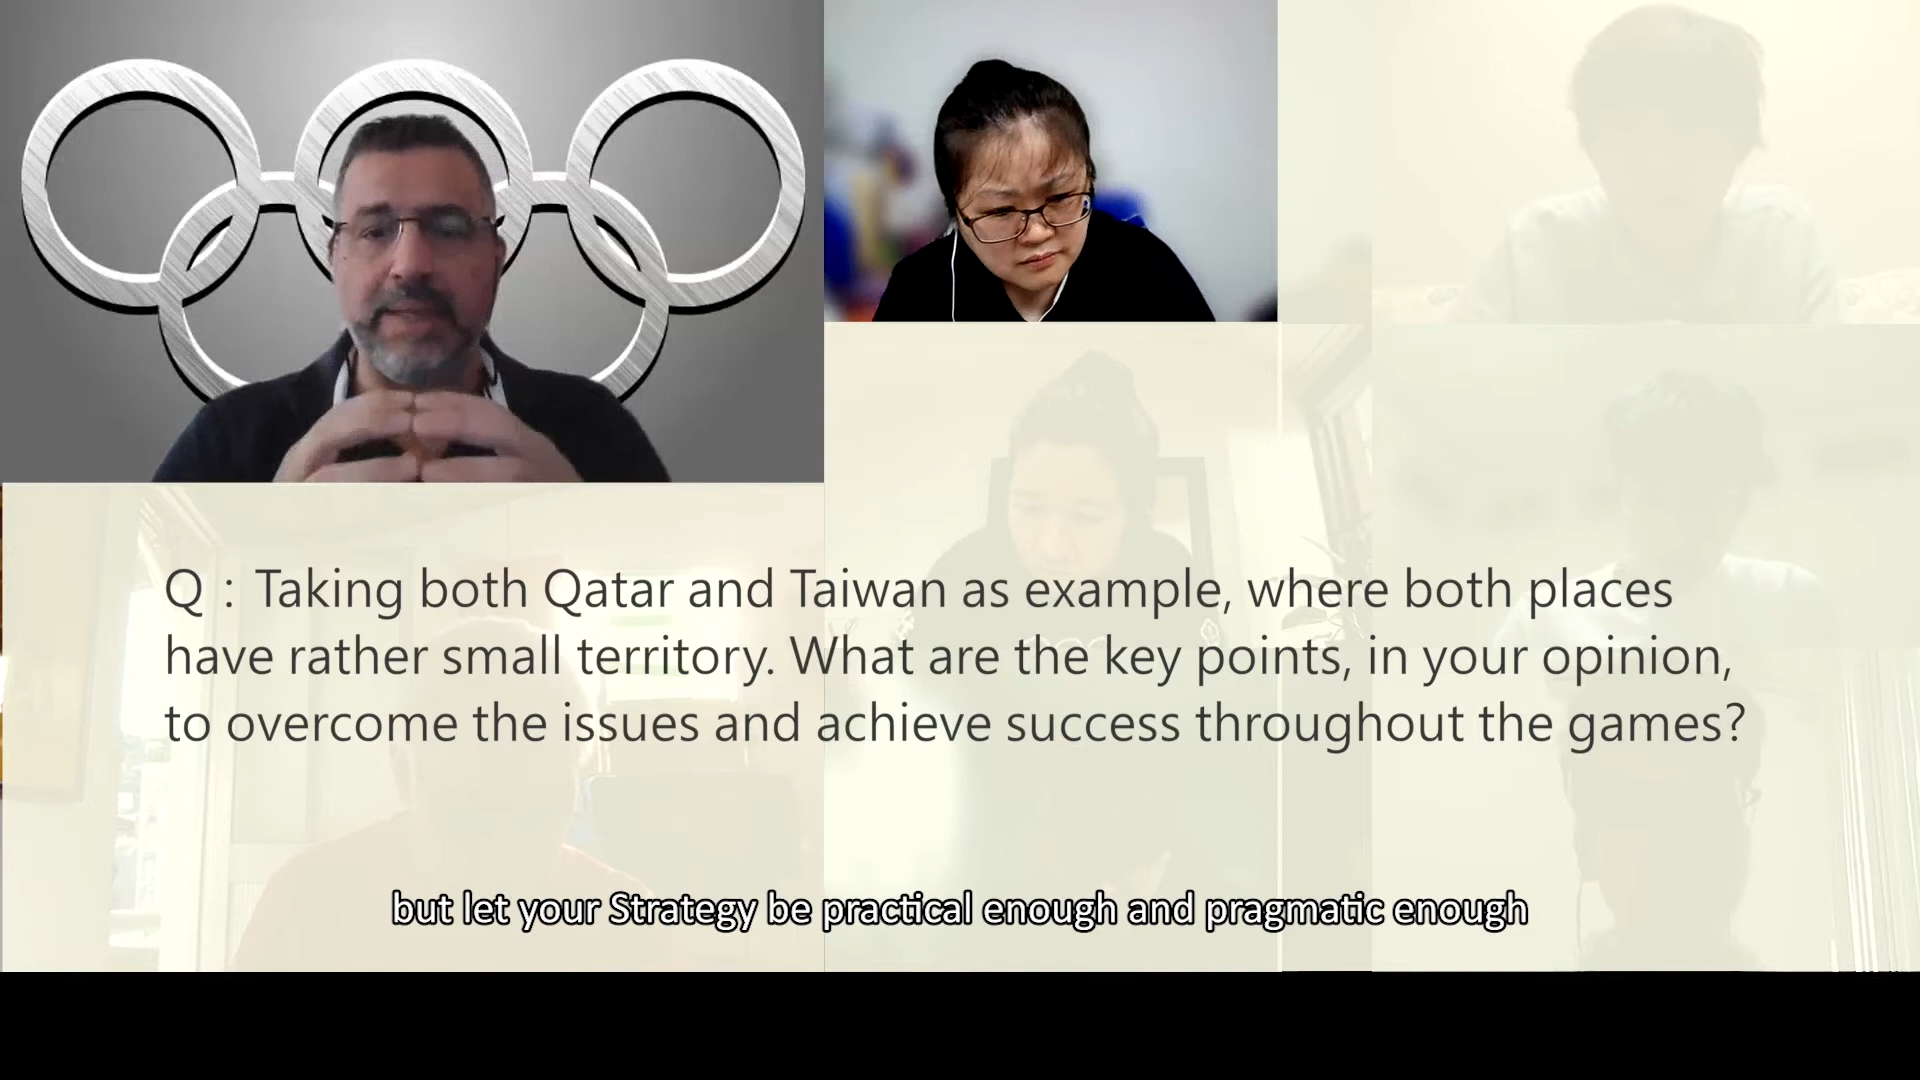 Q : Taking both Qatar and Taiwan as example, where both places
have rather small territory. What are the key points, in your opinion,
to overcome the issues and achieve success throughout the games?
but let your Strategy be practical enough and pragmatic enough